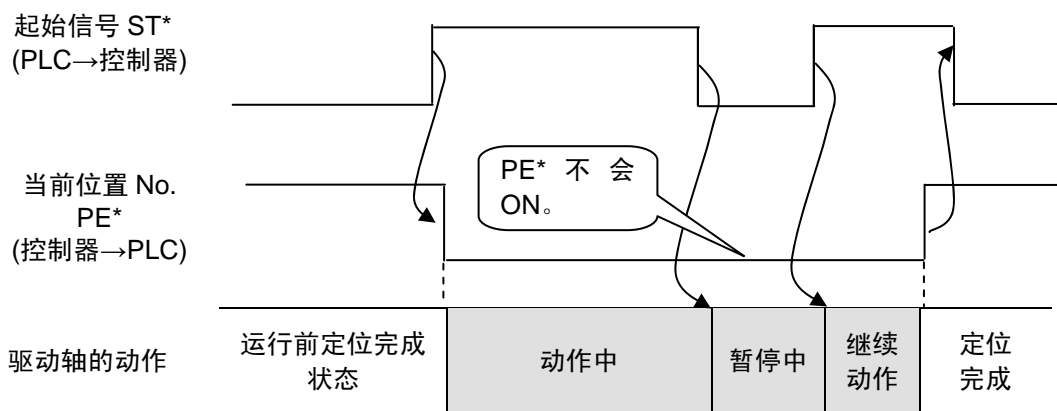 起始信号 ST*
(PLC→控制器)
PE* 不 会
ON。
当前位置 No.
PE*
(控制器→PLC)
驱动轴的动作
运行前定位完成
状态
动作中
暂停中
继续
动作
定位
完成